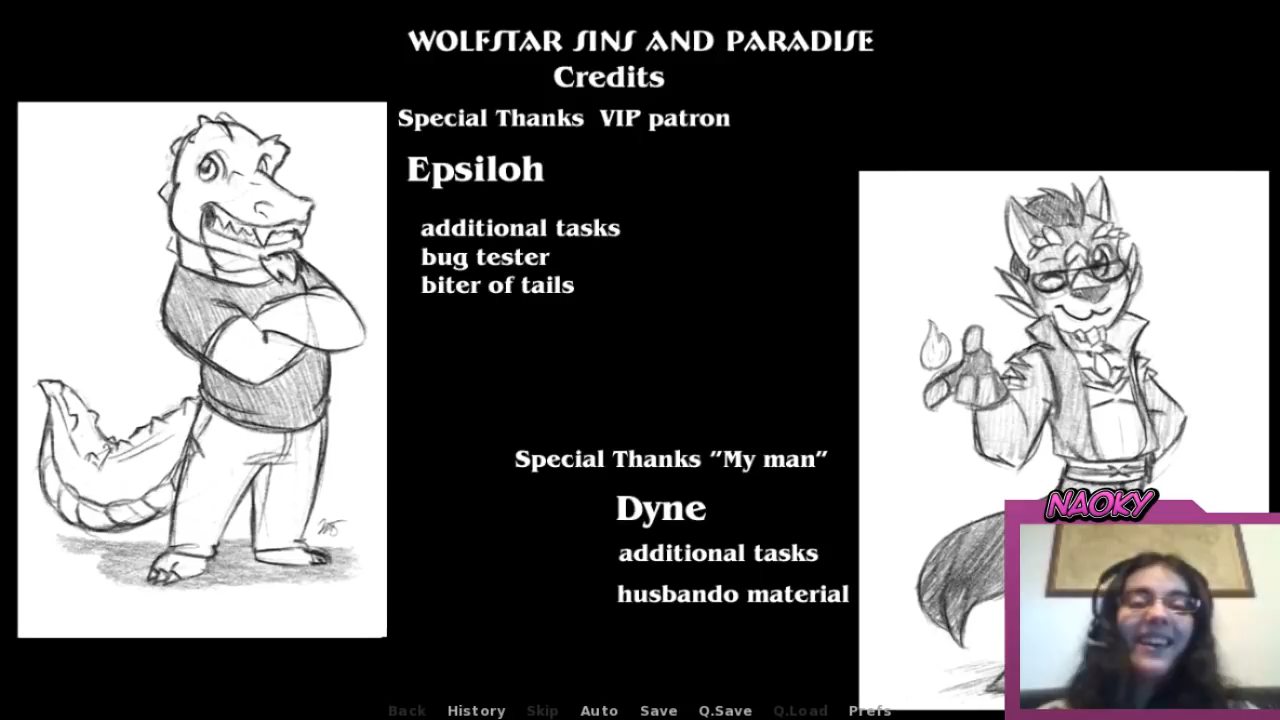 WOLFSTAR SINS AND PARADISE
Credits
Special Thanks VIP patron
Epsiloh
additional tasks
bug tester
biter of tails
Special Thanks "My man"
Dyne
additional tasks
husbando material
NAOKY
Back History Skip Auto Save Q.Save Q.Load Prefs